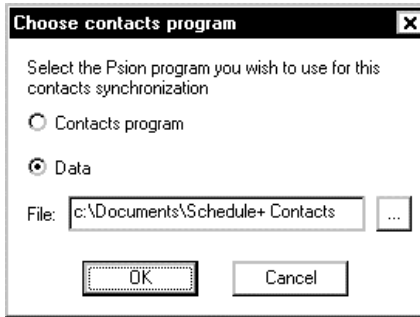 Choose contacts program
Select the Psion program you wish to use for this
contacts synchronization
Contacts program
Data
File: c:\Documents\Schedule+ Contacts ...
OK Cancel